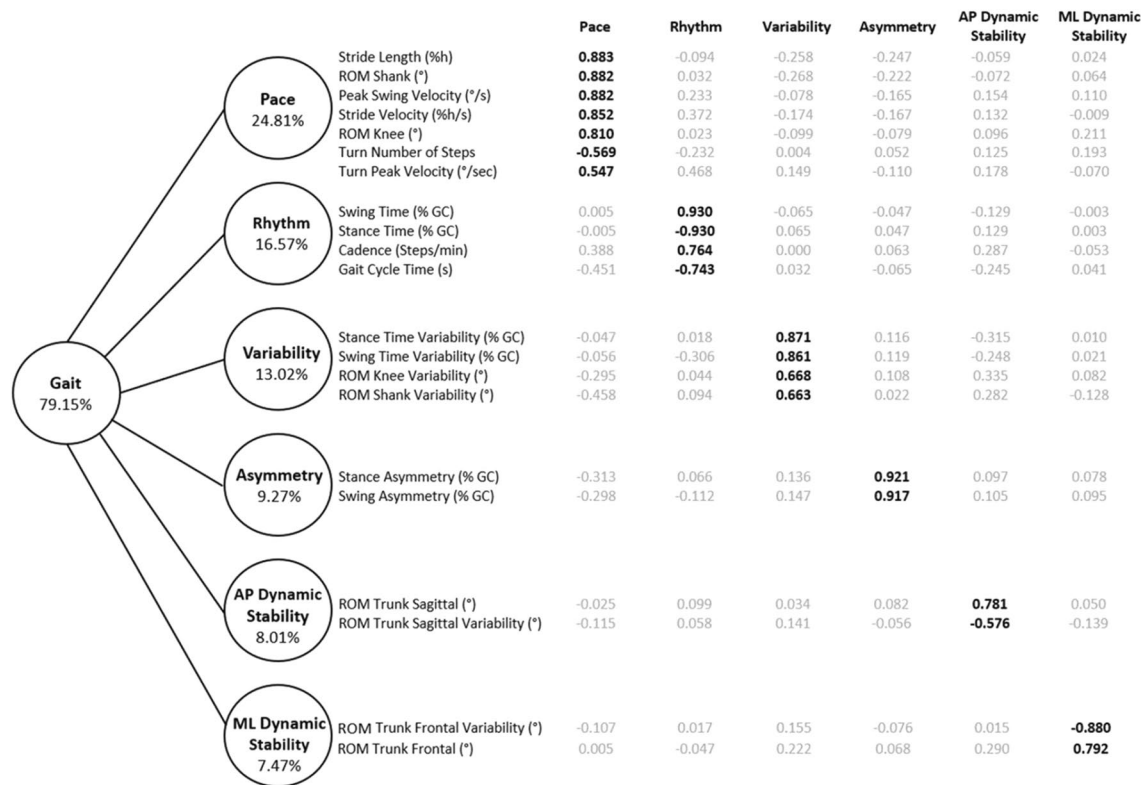 Pace Rhythm Variability Asymmetry AP Dynamic Stability ML Dynamic Stability
Gait
79.15%
Pace
24.81%
Stride Length (%h) 0.883 -0.094 -0.258 -0.247 -0.059 0.024
ROM Shank (°) 0.882 0.032 -0.268 -0.222 -0.072 0.064
Peak Swing Velocity (°/s) 0.882 0.233 -0.078 -0.165 0.154 0.110
Stride Velocity (%h/s) 0.852 0.372 -0.174 -0.167 0.132 -0.009
ROM Knee (°) 0.810 0.023 -0.099 -0.079 0.096 0.211
Turn Number of Steps -0.569 -0.232 0.004 0.052 0.125 0.193
Turn Peak Velocity (°/sec) 0.547 0.468 0.149 -0.110 0.178 -0.070
Rhythm
16.57%
Swing Time (% GC) 0.005 0.930 -0.065 -0.047 -0.129 -0.003
Stance Time (% GC) -0.005 -0.930 0.065 0.047 0.129 0.003
Cadence (Steps/min) 0.388 0.764 0.000 0.063 0.287 -0.053
Gait Cycle Time (s) -0.451 -0.743 0.032 -0.065 -0.245 0.041
Variability
13.02%
Stance Time Variability (% GC) -0.047 0.018 0.871 0.116 -0.315 0.010
Swing Time Variability (% GC) -0.056 -0.306 0.861 0.119 -0.248 0.021
ROM Knee Variability (°) -0.295 0.044 0.668 0.108 0.335 0.082
ROM Shank Variability (°) -0.458 0.094 0.663 0.022 0.282 -0.128
Asymmetry
9.27%
Stance Asymmetry (% GC) -0.313 0.066 0.136 0.921 0.097 0.078
Swing Asymmetry (% GC) -0.298 -0.112 0.147 0.917 0.105 0.095
AP Dynamic
Stability
8.01%
ROM Trunk Sagittal (°) -0.025 0.099 0.034 0.082 0.781 0.050
ROM Trunk Sagittal Variability (°) -0.115 0.058 0.141 -0.056 -0.576 -0.139
ML Dynamic
Stability
7.47%
ROM Trunk Frontal Variability (°) -0.107 0.017 0.155 -0.076 0.015 -0.880
ROM Trunk Frontal (°) 0.005 -0.047 0.222 0.068 0.290 0.792